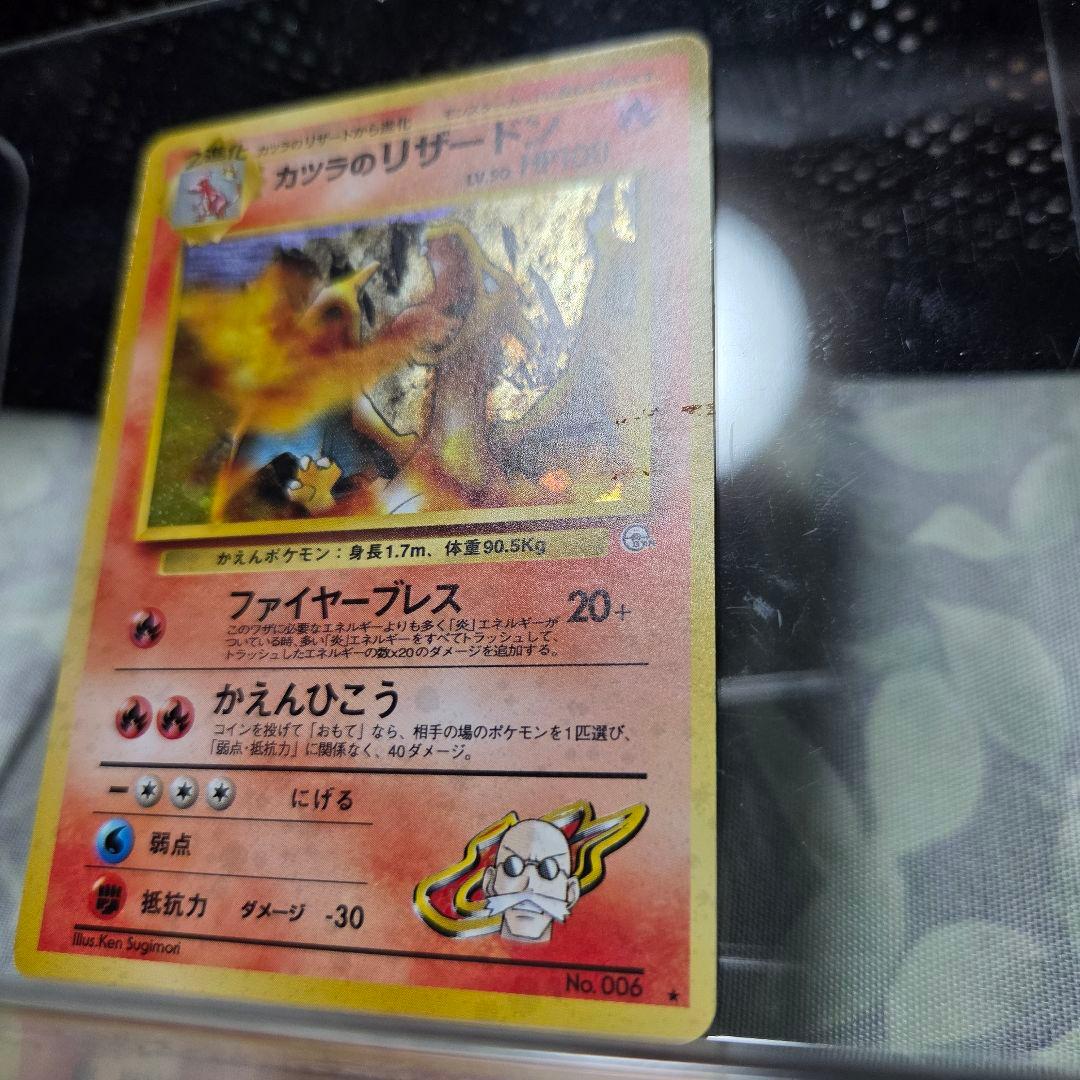 2進化 カツラのリザードから進化
カツラのリザードン
LV.50 HP120
かえんポケモン：身長1.7m、体重90.5Kg
ファイヤーブレス 20+
このワザに必要なエネルギーよりも多く「炎」エネルギーが
ついている時、多い「炎」エネルギーをすべてトラッシュして、
トラッシュしたエネルギーの数x20のダメージを追加する。
かえんひこう
コインを投げて「おもて」なら、相手の場のポケモンを1匹選び、
「弱点・抵抗力」に関係なく、40ダメージ。
ー にげる
弱点
抵抗力 ダメージ -30
Illus.Ken Sugimori
No. 006 ★